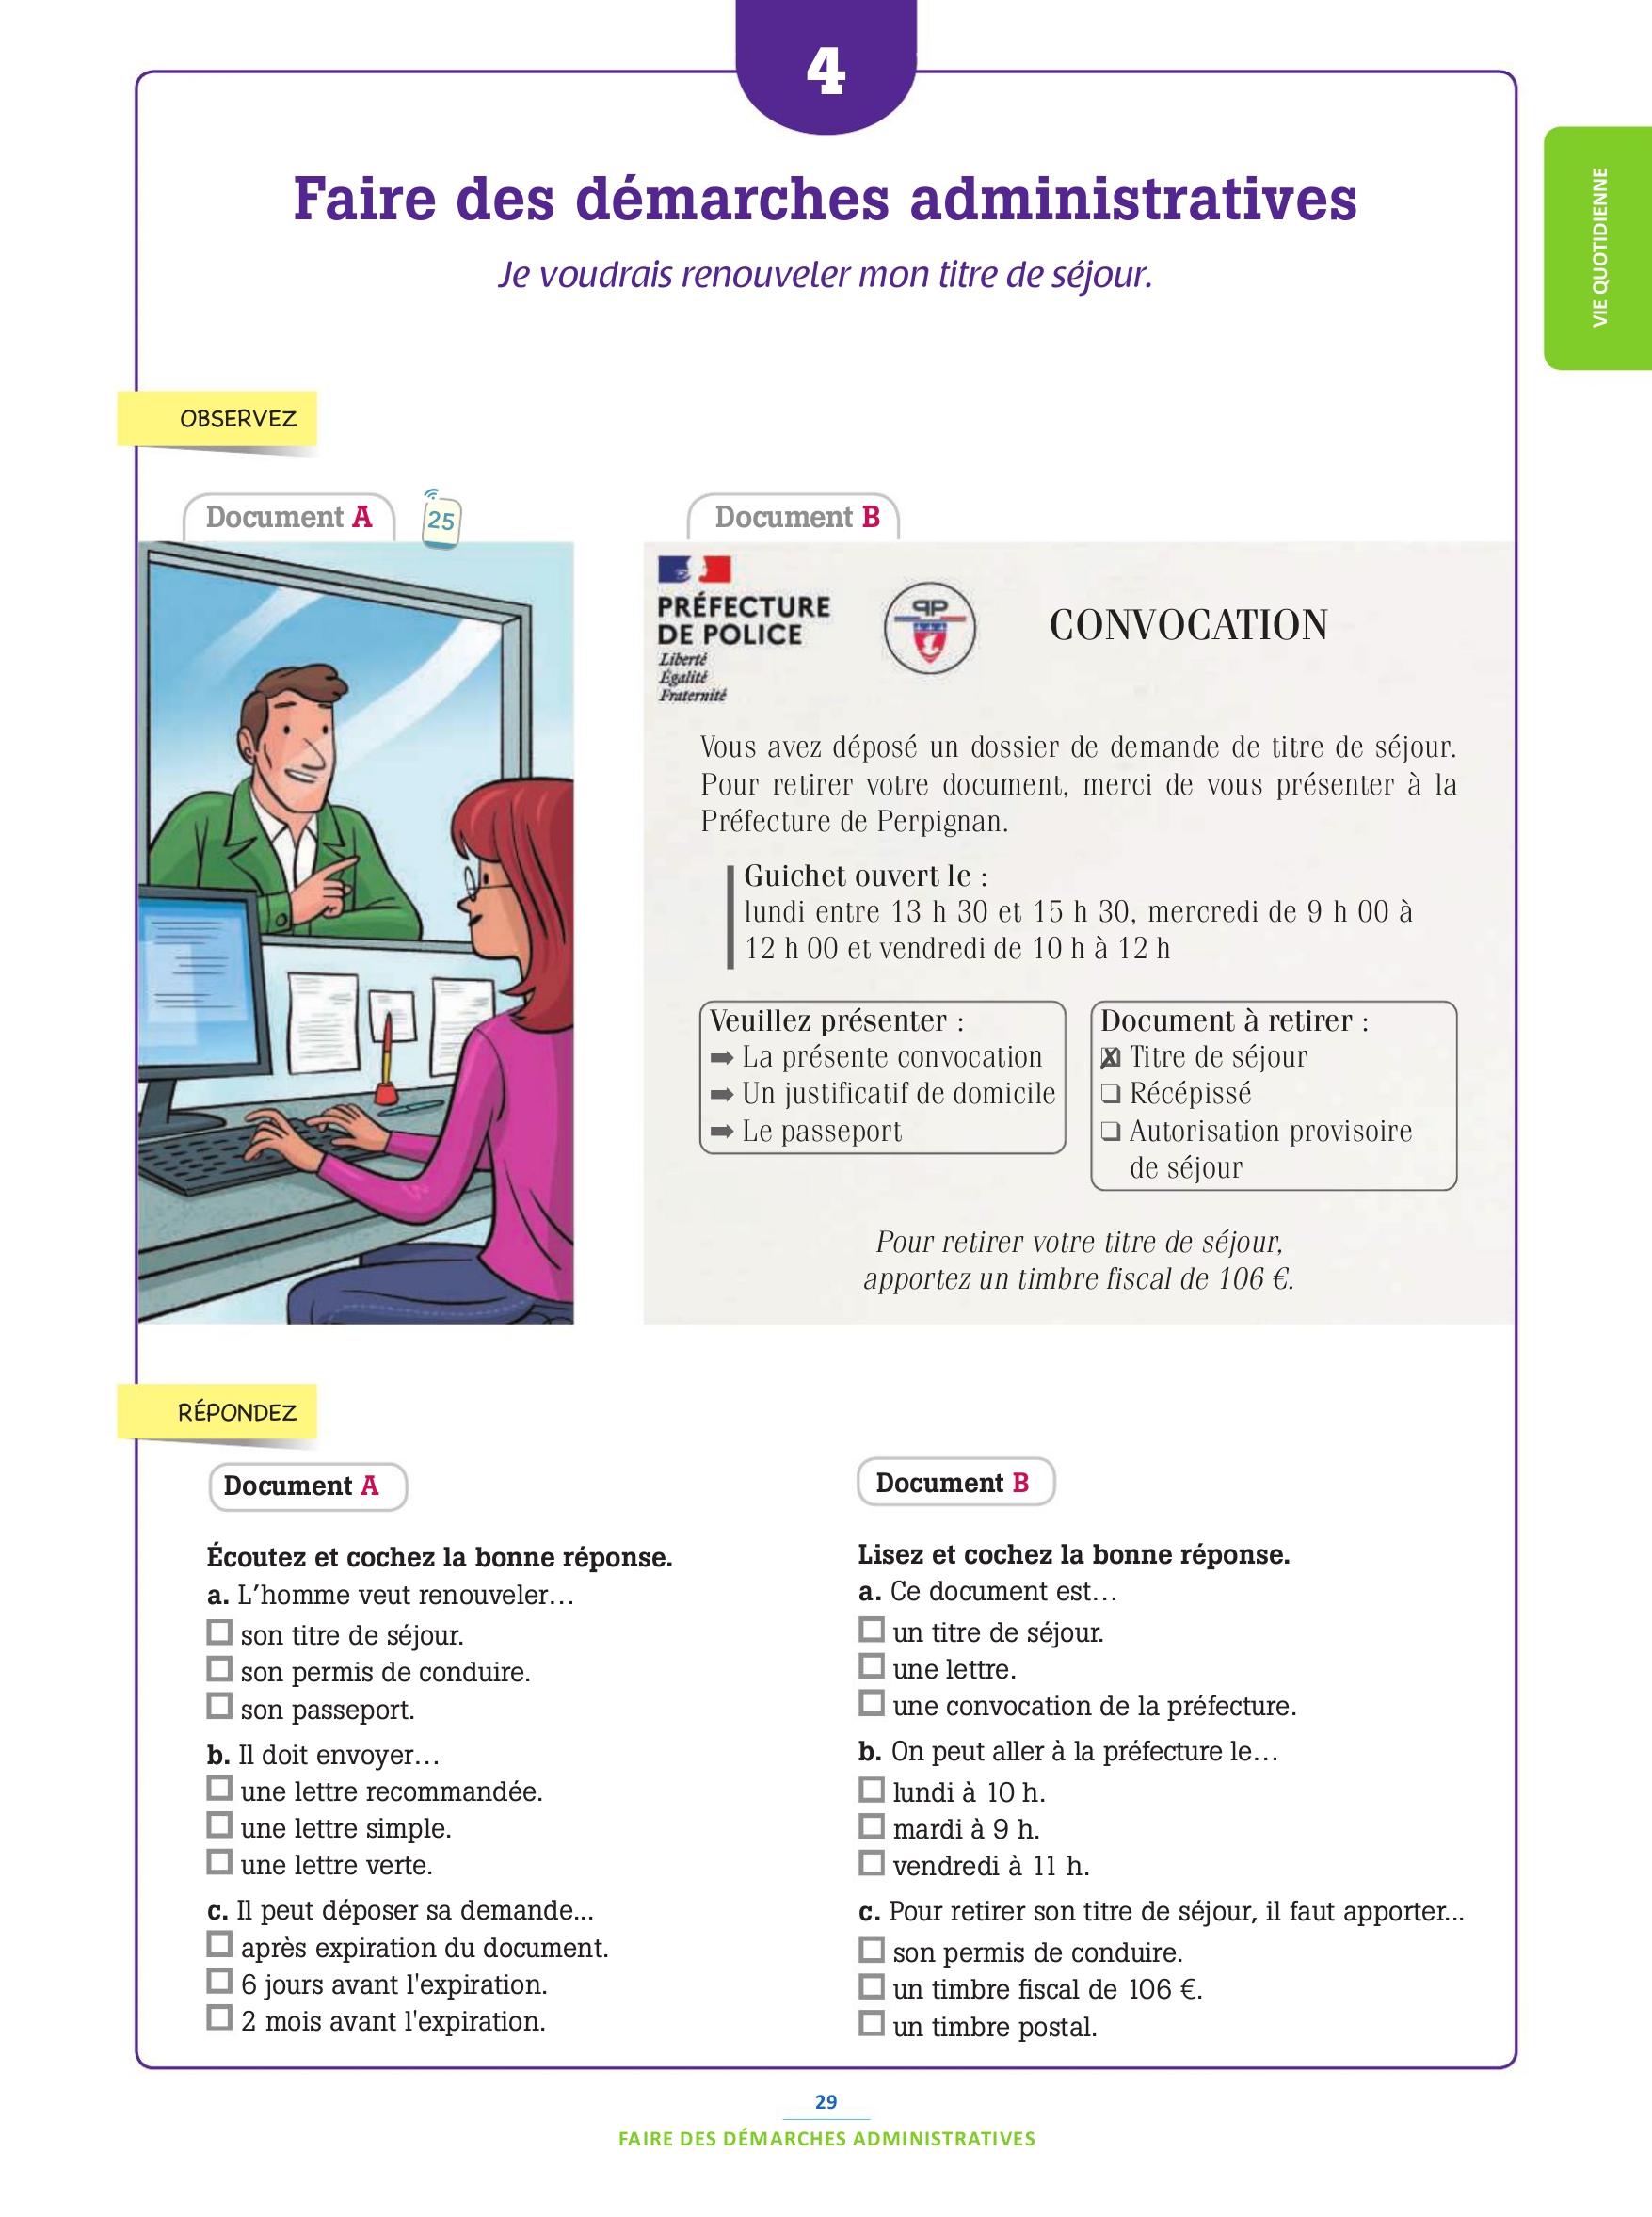 4
Faire des démarches administratives
Je voudrais renouveler mon titre de séjour.
VIE QUOTIDIENNE
OBSERVEZ
Document A
25
Document B
PRÉFECTURE
DE POLICE
Liberté
Égalité
Fraternité
PP
CONVOCATION
Vous avez déposé un dossier de demande de titre de séjour.
Pour retirer votre document, merci de vous présenter à la
Préfecture de Perpignan.
Guichet ouvert le :
lundi entre 13 h 30 et 15 h 30, mercredi de 9 h 00 à
12 h 00 et vendredi de 10 h à 12 h
Veuillez présenter :
➡ La présente convocation
➡ Un justificatif de domicile
➡ Le passeport
Document à retirer :
☒ Titre de séjour
❑ Récépissé
❑ Autorisation provisoire
de séjour
Pour retirer votre titre de séjour,
apportez un timbre fiscal de 106 €.
RÉPONDEZ
Document A
Écoutez et cochez la bonne réponse.
a. L'homme veut renouveler…
☐ son titre de séjour.
☐ son permis de conduire.
☐ son passeport.
b. Il doit envoyer…
☐ une lettre recommandée.
☐ une lettre simple.
☐ une lettre verte.
c. Il peut déposer sa demande...
☐ après expiration du document.
☐ 6 jours avant l'expiration.
☐ 2 mois avant l'expiration.
Document B
Lisez et cochez la bonne réponse.
a. Ce document est…
☐ un titre de séjour.
☐ une lettre.
☐ une convocation de la préfecture.
b. On peut aller à la préfecture le…
☐ lundi à 10 h.
☐ mardi à 9 h.
☐ vendredi à 11 h.
c. Pour retirer son titre de séjour, il faut apporter...
☐ son permis de conduire.
☐ un timbre fiscal de 106 €.
☐ un timbre postal.
29
FAIRE DES DÉMARCHES ADMINISTRATIVES